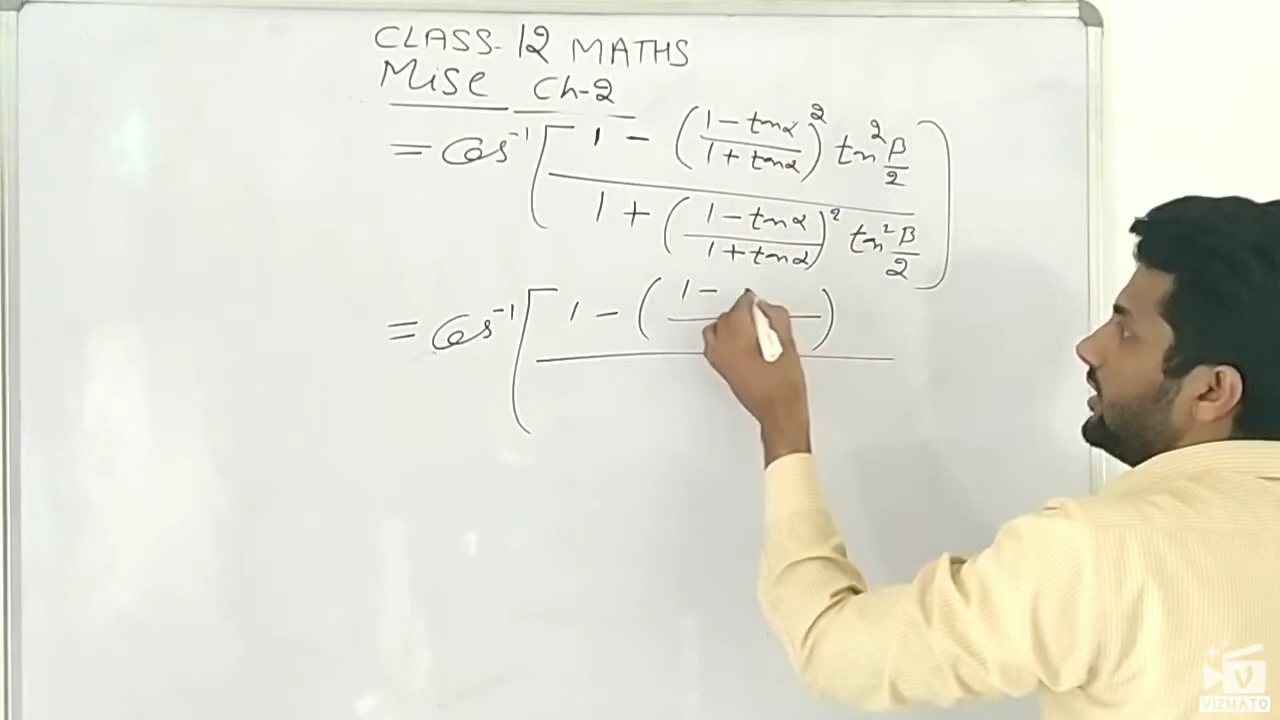 CLASS-12 MATHS
Misc Ch-2
= Cos⁻¹ [ 1 - ((1 - tanα)/(1 + tanα))² tan² β/2
1 + ((1 - tanα)/(1 + tanα))² tan² β/2 ]
= Cos⁻¹ [ 1 - ( 1 - )
V
VIZMATO